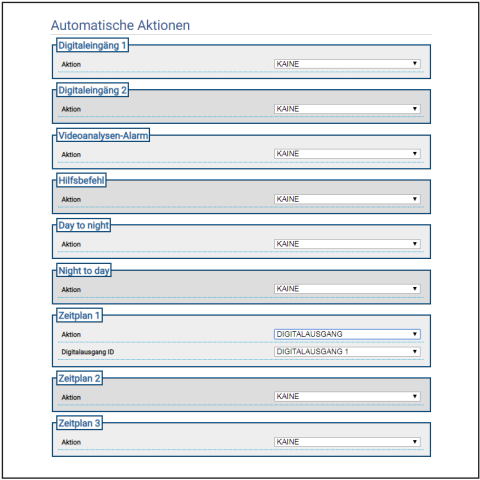 Automatische Aktionen
Digitaleingäng 1
Aktion KAINE
Digitaleingäng 2
Aktion KAINE
Videoanalysen-Alarm
Aktion KAINE
Hilfsbefehl
Aktion KAINE
Day to night
Aktion KAINE
Night to day
Aktion KAINE
Zeitplan 1
Aktion DIGITALAUSGANG
Digitalausgang ID DIGITALAUSGANG 1
Zeitplan 2
Aktion KAINE
Zeitplan 3
Aktion KAINE